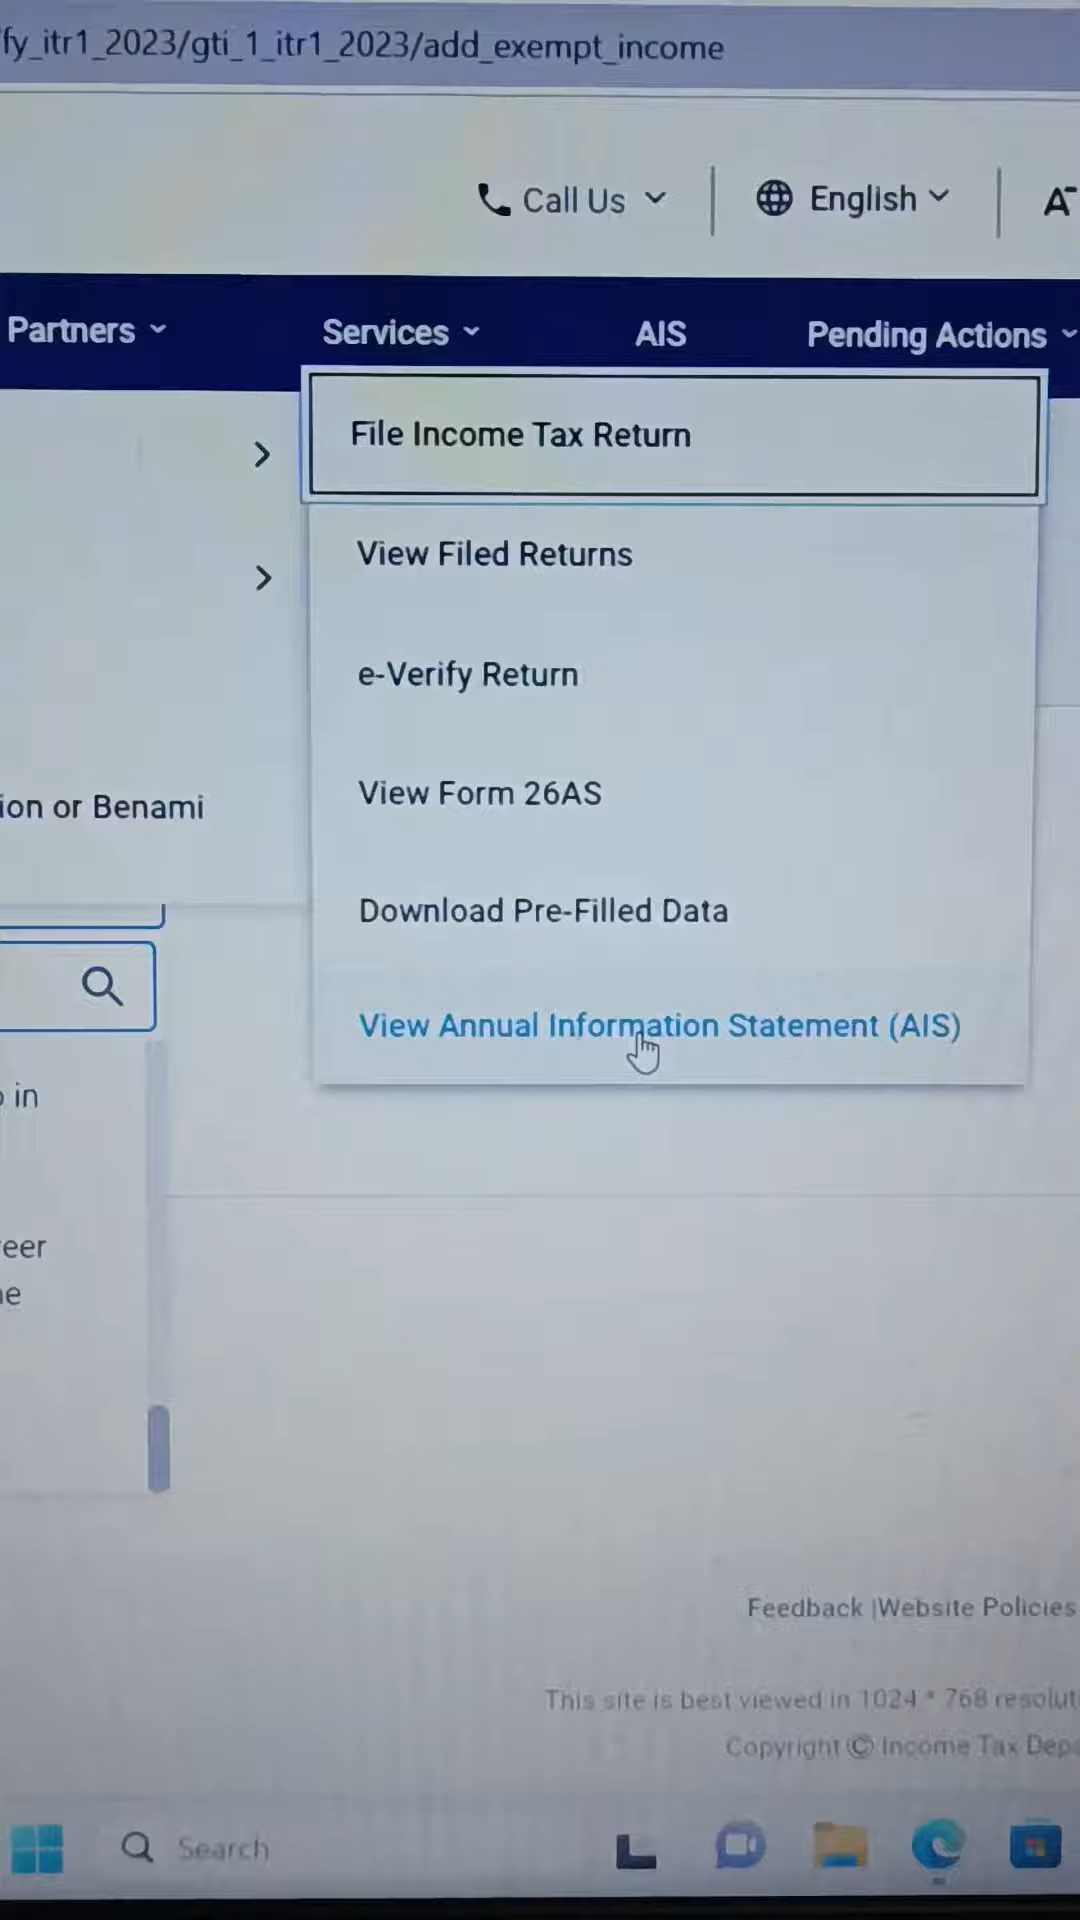 fy_itr1_2023/gti_1_itr1_2023/add_exempt_income
Call Us
English
A-
Partners
Services
AIS
Pending Actions
File Income Tax Return
View Filed Returns
e-Verify Return
View Form 26AS
ion or Benami
Download Pre-Filled Data
View Annual Information Statement (AIS)
in
eer
e
Feedback |Website Policies
This site is best viewed in 1024 * 768 resolut
Copyright © Income Tax Dep
Search